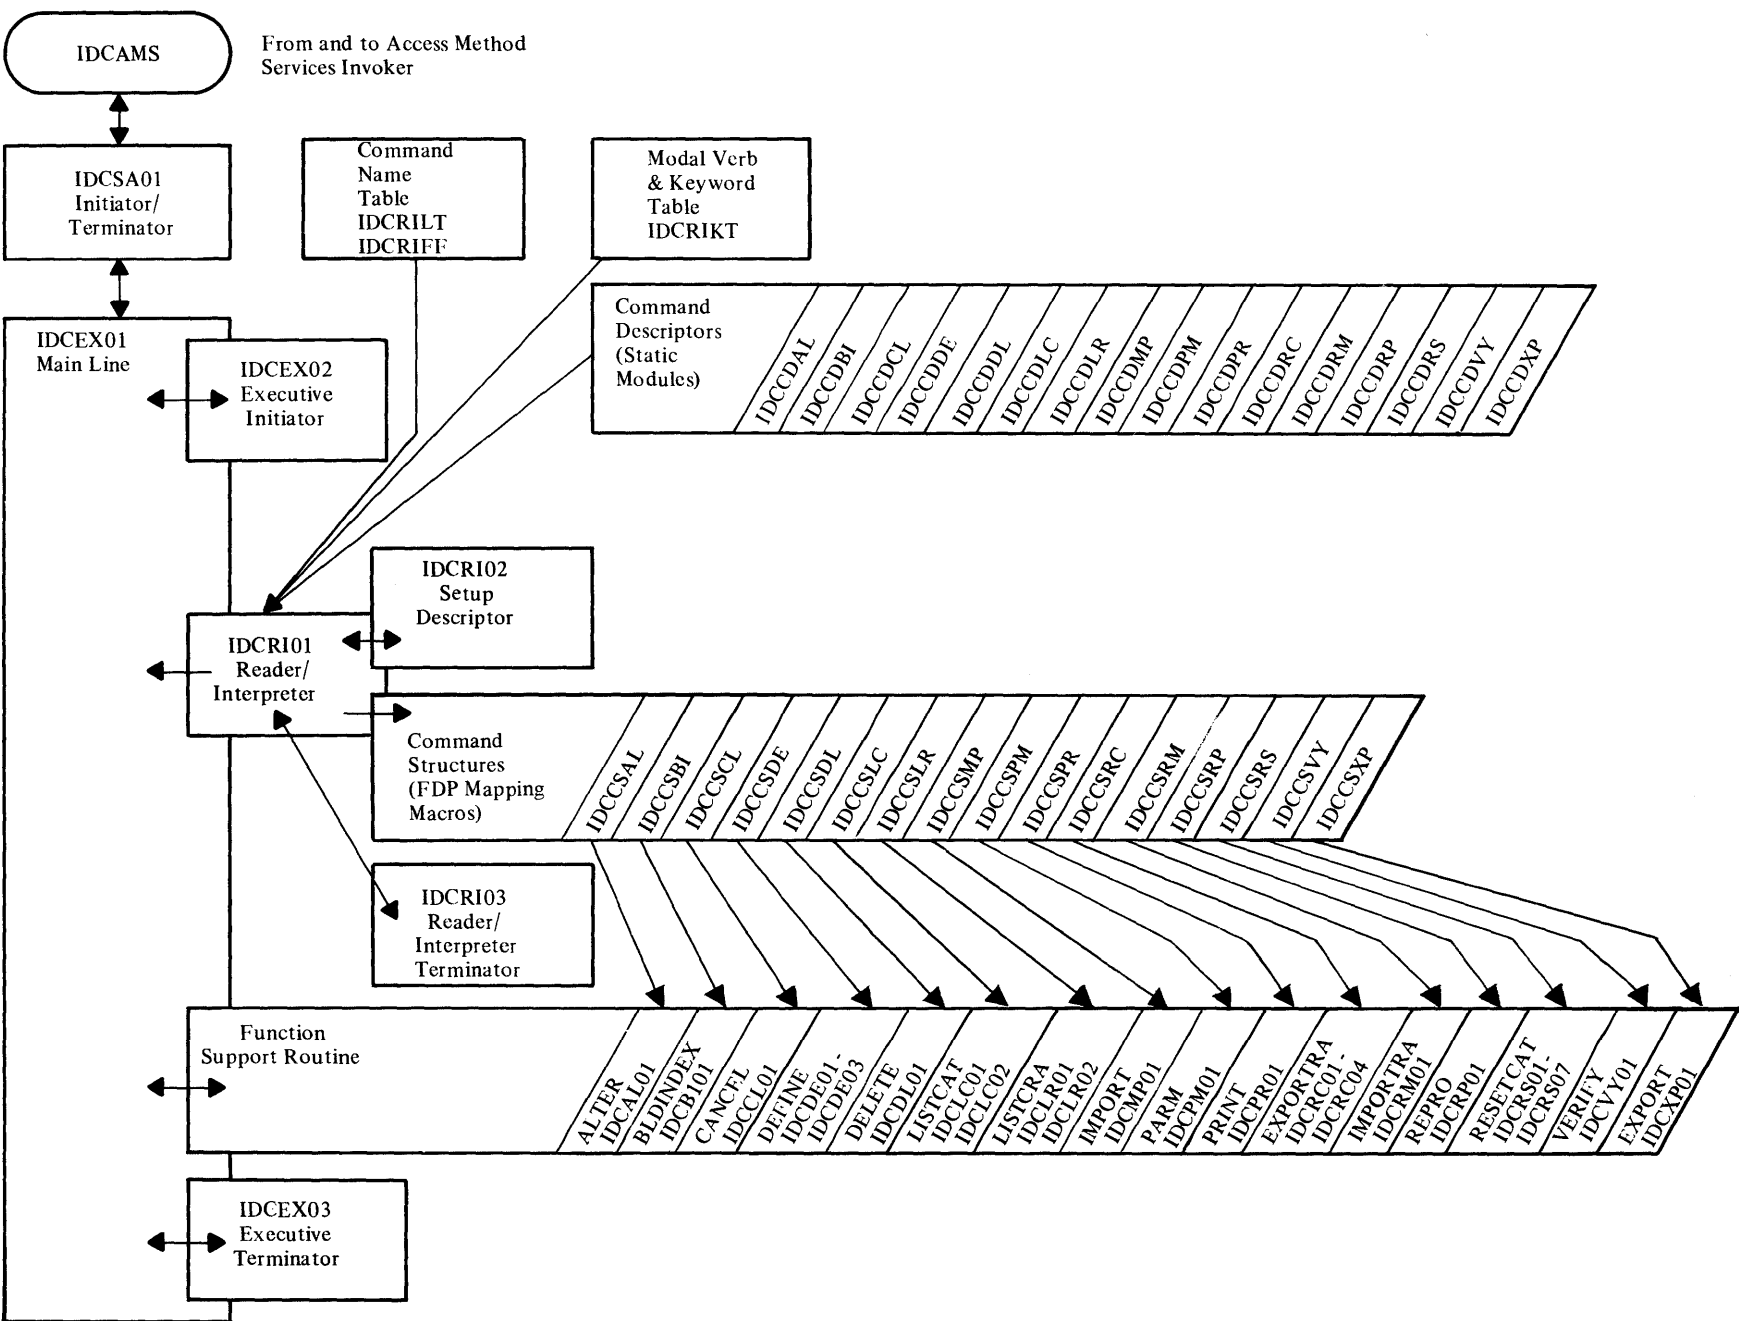 IDCAMS
From and to Access Method
Services Invoker
IDCSA01
Initiator/
Terminator
Command
Name
Table
IDCRILT
IDCRIFF
Modal Verb
& Keyword
Table
IDCRIKT
IDCEX01
Main Line
IDCEX02
Executive
Initiator
Command
Descriptors
(Static
Modules)
IDCCDAL
IDCCDBI
IDCCDCL
IDCCDDE
IDCCDDL
IDCCDLC
IDCCDLR
IDCCDMP
IDCCDPM
IDCCDPR
IDCCDRC
IDCCDRM
IDCCDRP
IDCCDRS
IDCCDVY
IDCCDXP
IDCRI02
Setup
Descriptor
IDCRI01
Reader/
Interpreter
Command
Structures
(FDP Mapping
Macros)
IDCCSAL
IDCCSBI
IDCCSCL
IDCCSDE
IDCCSDL
IDCCSLC
IDCCSLR
IDCCSMP
IDCCSPM
IDCCSPR
IDCCSRC
IDCCSRM
IDCCSRP
IDCCSRS
IDCCSVY
IDCCSXP
IDCRI03
Reader/
Interpreter
Terminator
Function
Support Routine
ALTER
IDCAL01
BLDINDEX
IDCBI01
CANCEL
IDCCL01
DEFINE
IDCDE01-
IDCDE03
DELETE
IDCDL01
LISTCAT
IDCLC01
IDCLC02
LISTCRA
IDCLR01
IDCLR02
IMPORT
IDCMP01
PARM
IDCPM01
PRINT
IDCPR01
EXPORTRA
IDCRC01-
IDCRC04
IMPORTRA
IDCRM01
REPRO
IDCRP01
RESETCAT
IDCRS01-
IDCRS07
VERIFY
IDCVY01
EXPORT
IDCXP01
IDCEX03
Executive
Terminator